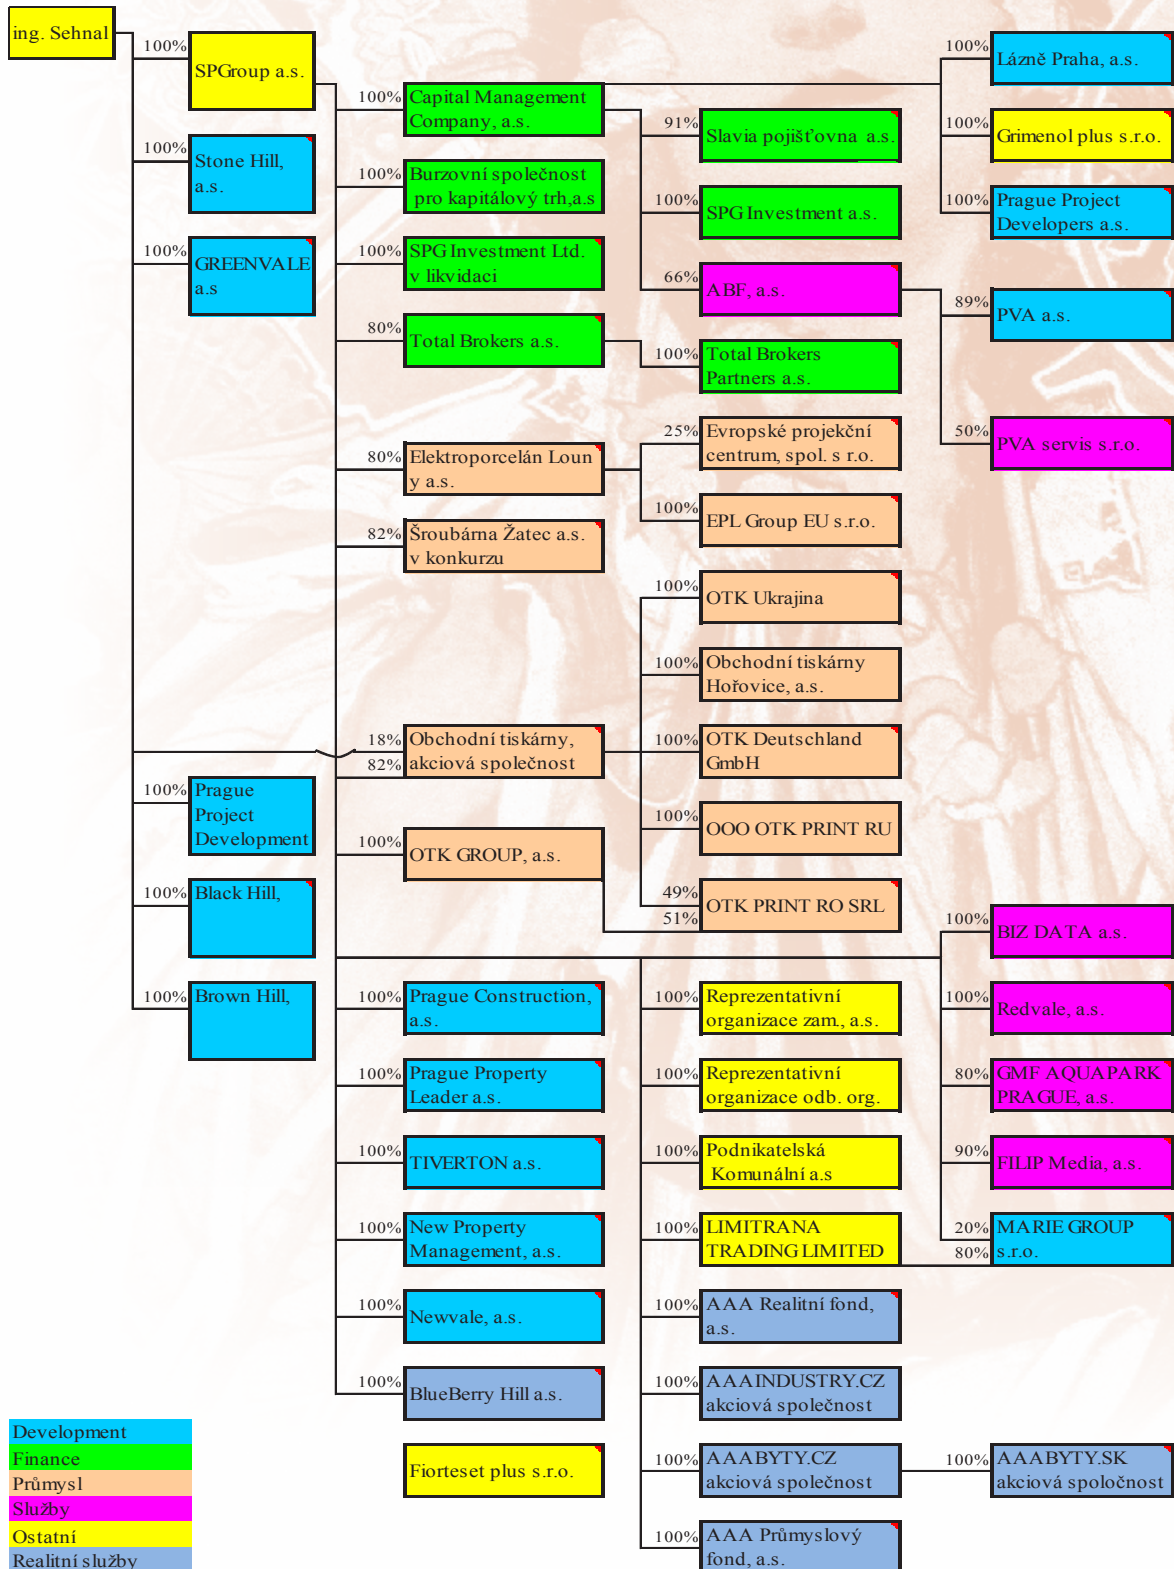 ing. Sehnal
100%
SPGroup a.s.
100%
Stone Hill,
a.s.
100%
GREENVALE
a.s
100%
Prague
Project
Development
100%
Black Hill,
100%
Brown Hill,
100%
Capital Management
Company, a.s.
100%
Burzovní společnost
pro kapitálový trh,a.s
100%
SPG Investment Ltd.
v likvidaci
80%
Total Brokers a.s.
80%
Elektroporcelán Loun
y a.s.
82%
Šroubárna Žatec a.s.
v konkurzu
18%
82%
Obchodní tiskárny,
akciová společnost
100%
OTK GROUP, a.s.
100%
Prague Construction,
a.s.
100%
Prague Property
Leader a.s.
100%
TIVERTON a.s.
100%
New Property
Management, a.s.
100%
Newvale, a.s.
100%
BlueBerry Hill a.s.
Fiorteset plus s.r.o.
91%
Slavia pojišťovna a.s.
100%
SPG Investment a.s.
66%
ABF, a.s.
100%
Total Brokers
Partners a.s.
25%
Evropské projekční
centrum, spol. s r.o.
100%
EPL Group EU s.r.o.
100%
OTK Ukrajina
100%
Obchodní tiskárny
Hořovice, a.s.
100%
OTK Deutschland
GmbH
100%
OOO OTK PRINT RU
49%
51%
OTK PRINT RO SRL
100%
Reprezentativní
organizace zam., a.s.
100%
Reprezentativní
organizace odb. org.
100%
Podnikatelská
Komunální a.s
100%
LIMITRANA
TRADING LIMITED
100%
AAA Realitní fond,
a.s.
100%
AAAINDUSTRY.CZ
akciová společnost
100%
AAABYTY.CZ
akciová společnost
100%
AAA Průmyslový
fond, a.s.
100%
Lázně Praha, a.s.
100%
Grimenol plus s.r.o.
100%
Prague Project
Developers a.s.
89%
PVA a.s.
50%
PVA servis s.r.o.
100%
BIZ DATA a.s.
100%
Redvale, a.s.
80%
GMF AQUAPARK
PRAGUE, a.s.
90%
FILIP Media, a.s.
20%
80%
MARIE GROUP
s.r.o.
100%
AAABYTY.SK
akciová spoločnost
Development
Finance
Průmysl
Služby
Ostatní
Realitní služby